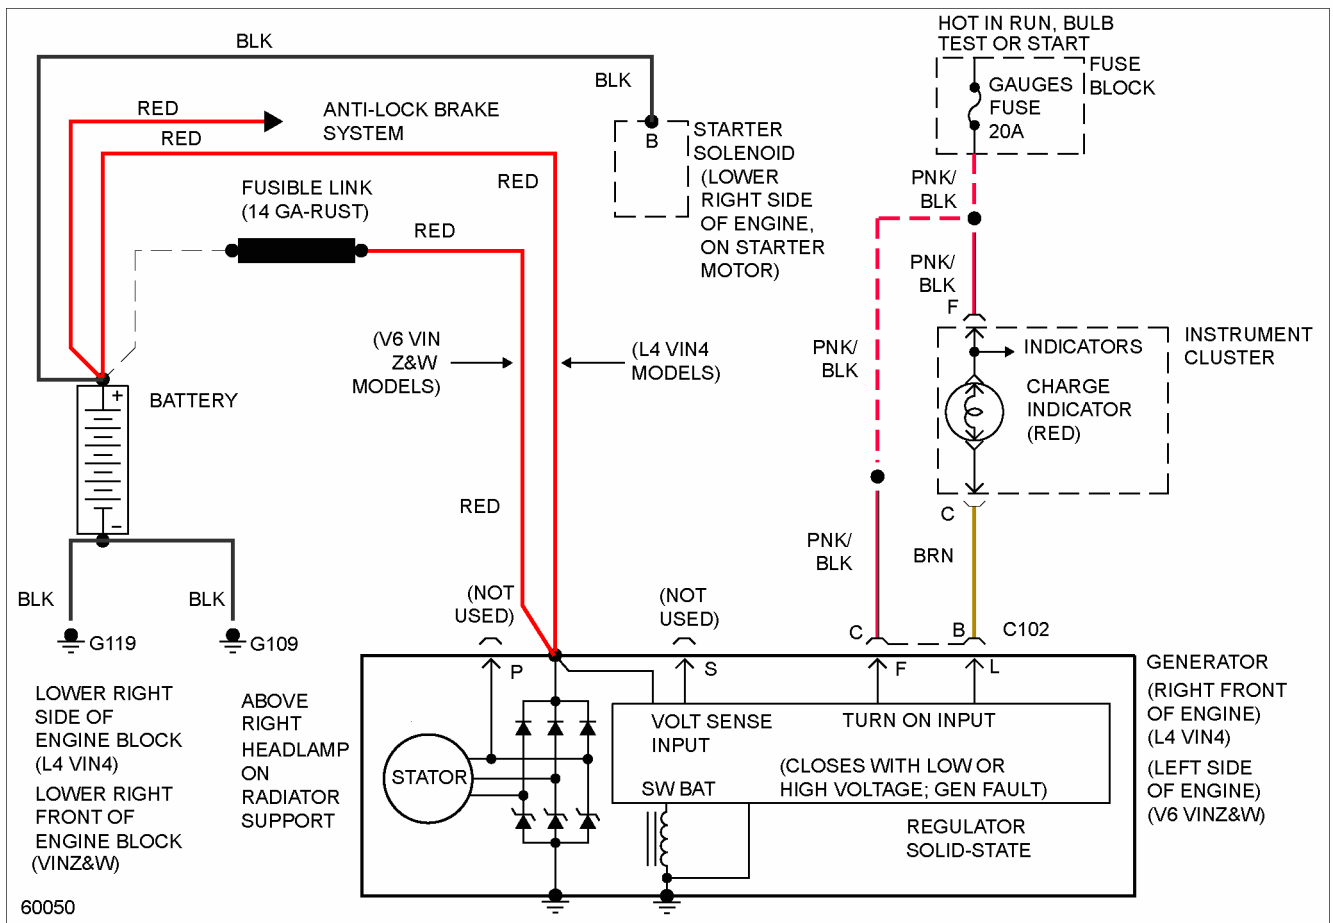 BLK
RED
ANTI-LOCK BRAKE
SYSTEM
RED
RED
FUSIBLE LINK
(14 GA-RUST)
RED
BLK
B
STARTER
SOLENOID
(LOWER
RIGHT SIDE
OF ENGINE,
ON STARTER
MOTOR)
HOT IN RUN, BULB
TEST OR START
FUSE
BLOCK
GAUGES
FUSE
20A
PNK/
BLK
PNK/
BLK
F
INSTRUMENT
CLUSTER
INDICATORS
CHARGE
INDICATOR
(RED)
PNK/
BLK
(V6 VIN
Z&W
MODELS)
(L4 VIN4
MODELS)
+
BATTERY
−
RED
C
BRN
PNK/
BLK
BLK
BLK
G119
G109
(NOT
USED)
(NOT
USED)
C
B
C102
P
S
F
L
GENERATOR
(RIGHT FRONT
OF ENGINE)
(L4 VIN4)
(LEFT SIDE
OF ENGINE)
(V6 VINZ&W)
LOWER RIGHT
SIDE OF
ENGINE BLOCK
(L4 VIN4)
LOWER RIGHT
FRONT OF
ENGINE BLOCK
(VINZ&W)
ABOVE
RIGHT
HEADLAMP
ON
RADIATOR
SUPPORT
STATOR
VOLT SENSE
INPUT
TURN ON INPUT
SW BAT
(CLOSES WITH LOW OR
HIGH VOLTAGE; GEN FAULT)
REGULATOR
SOLID-STATE
60050